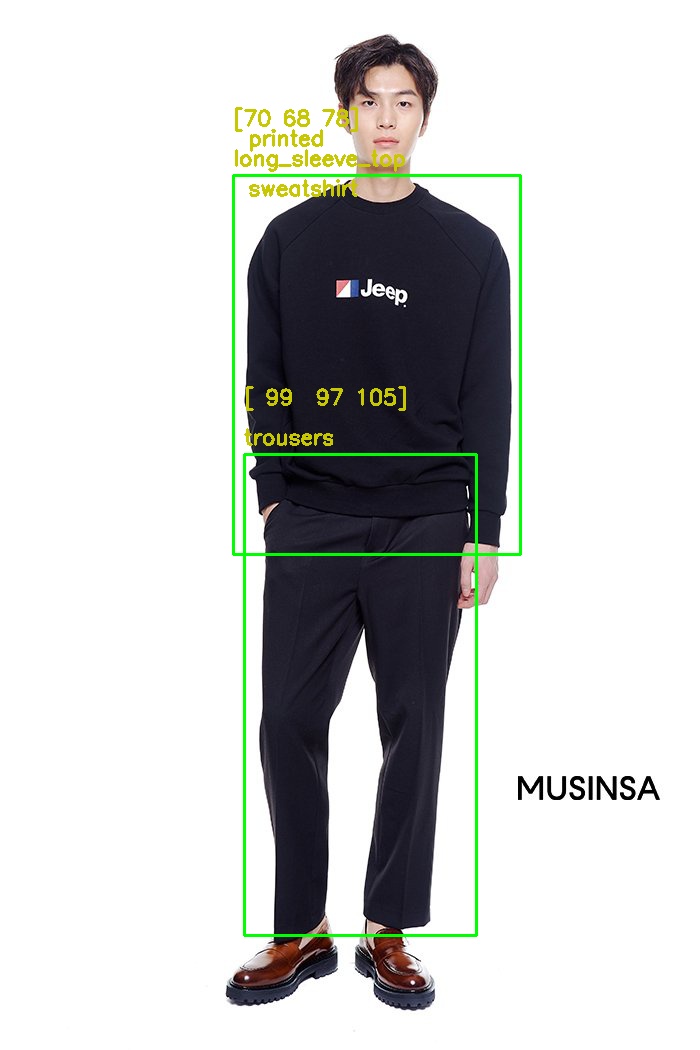 [70 68 78]
printed
long_sleeve_top
sweatshirt
Jeep
[ 99  97 105]
trousers
MUSINSA